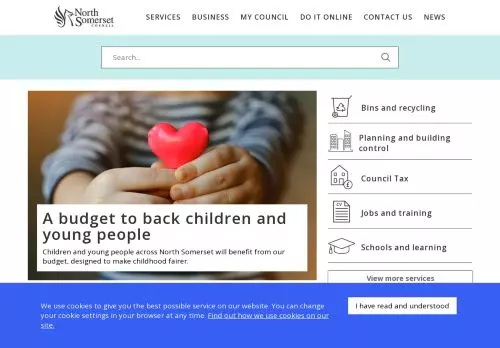 North
Somerset
COUNCIL
SERVICES BUSINESS MY COUNCIL DO IT ONLINE CONTACT US NEWS
Search...
Bins and recycling
Planning and building
control
Council Tax
CV
Jobs and training
Schools and learning
View more services
A budget to back children and
young people
Children and young people across North Somerset will benefit from our
budget, designed to make childhood fairer.
We use cookies to give you the best possible service on our website. You can change
your cookie settings in your browser at any time. Find out how we use cookies on our
site.
I have read and understood